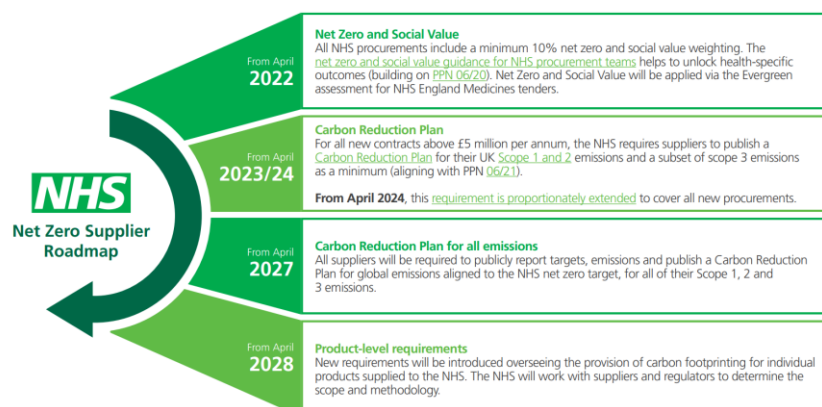 NHS
Net Zero Supplier
Roadmap
From April
2022
Net Zero and Social Value
All NHS procurements include a minimum 10% net zero and social value weighting. The
net zero and social value guidance for NHS procurement teams helps to unlock health-specific
outcomes (building on PPN 06/20). Net Zero and Social Value will be applied via the Evergreen
assessment for NHS England Medicines tenders.
From April
2023/24
Carbon Reduction Plan
For all new contracts above £5 million per annum, the NHS requires suppliers to publish a
Carbon Reduction Plan for their UK Scope 1 and 2 emissions and a subset of scope 3 emissions
as a minimum (aligning with PPN 06/21).
From April 2024, this requirement is proportionately extended to cover all new procurements.
From April
2027
Carbon Reduction Plan for all emissions
All suppliers will be required to publicly report targets, emissions and publish a Carbon Reduction
Plan for global emissions aligned to the NHS net zero target, for all of their Scope 1, 2 and
3 emissions.
From April
2028
Product-level requirements
New requirements will be introduced overseeing the provision of carbon footprinting for individual
products supplied to the NHS. The NHS will work with suppliers and regulators to determine the
scope and methodology.